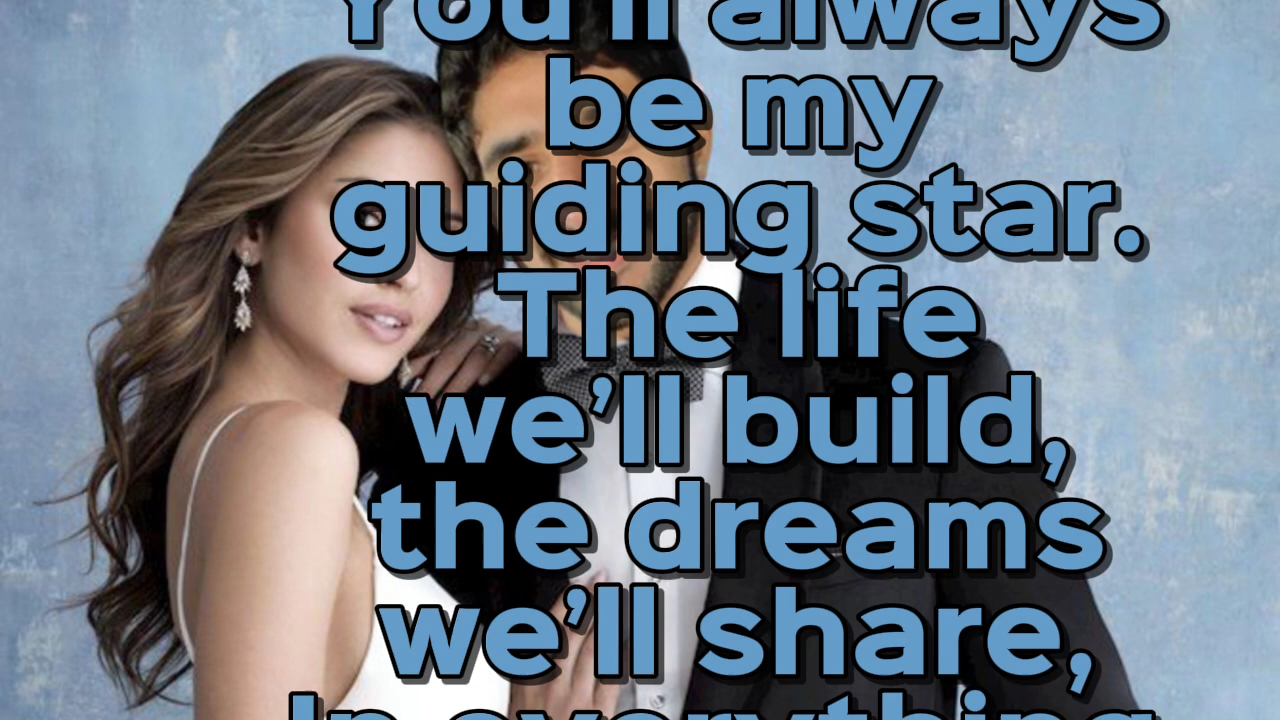 You'll always
be my
guiding star.
The life
we’ll build,
the dreams
we’ll share,
In everything